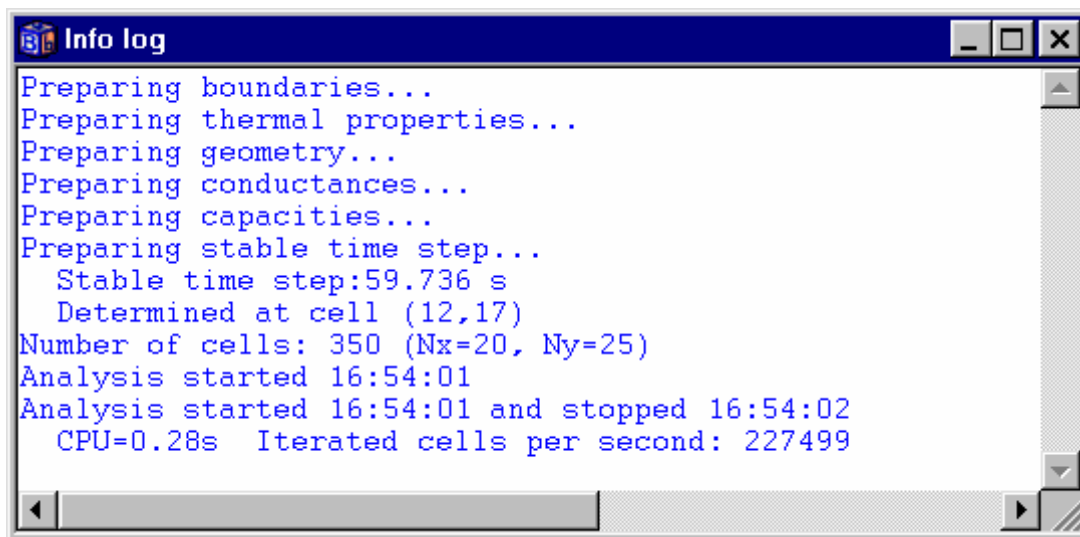 Info log
Preparing boundaries...
Preparing thermal properties...
Preparing geometry...
Preparing conductances...
Preparing capacities...
Preparing stable time step...
  Stable time step:59.736 s
  Determined at cell (12,17)
Number of cells: 350 (Nx=20, Ny=25)
Analysis started 16:54:01
Analysis started 16:54:01 and stopped 16:54:02
  CPU=0.28s  Iterated cells per second: 227499